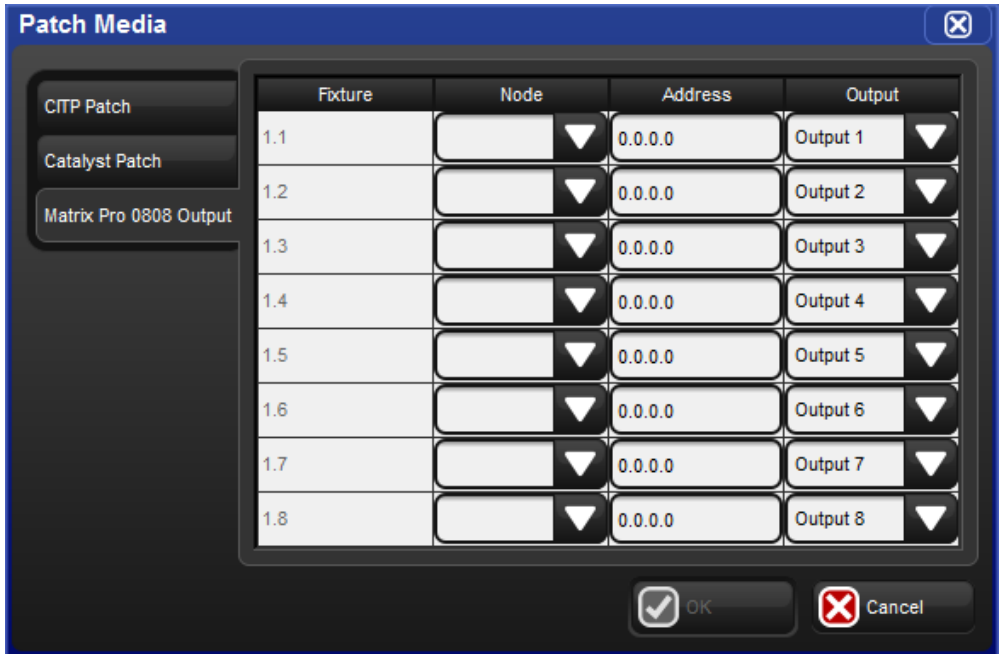 Patch Media
CITP Patch
Catalyst Patch
Matrix Pro 0808 Output
Fixture Node Address Output
1.1 0.0.0.0 Output 1
1.2 0.0.0.0 Output 2
1.3 0.0.0.0 Output 3
1.4 0.0.0.0 Output 4
1.5 0.0.0.0 Output 5
1.6 0.0.0.0 Output 6
1.7 0.0.0.0 Output 7
1.8 0.0.0.0 Output 8
OK Cancel